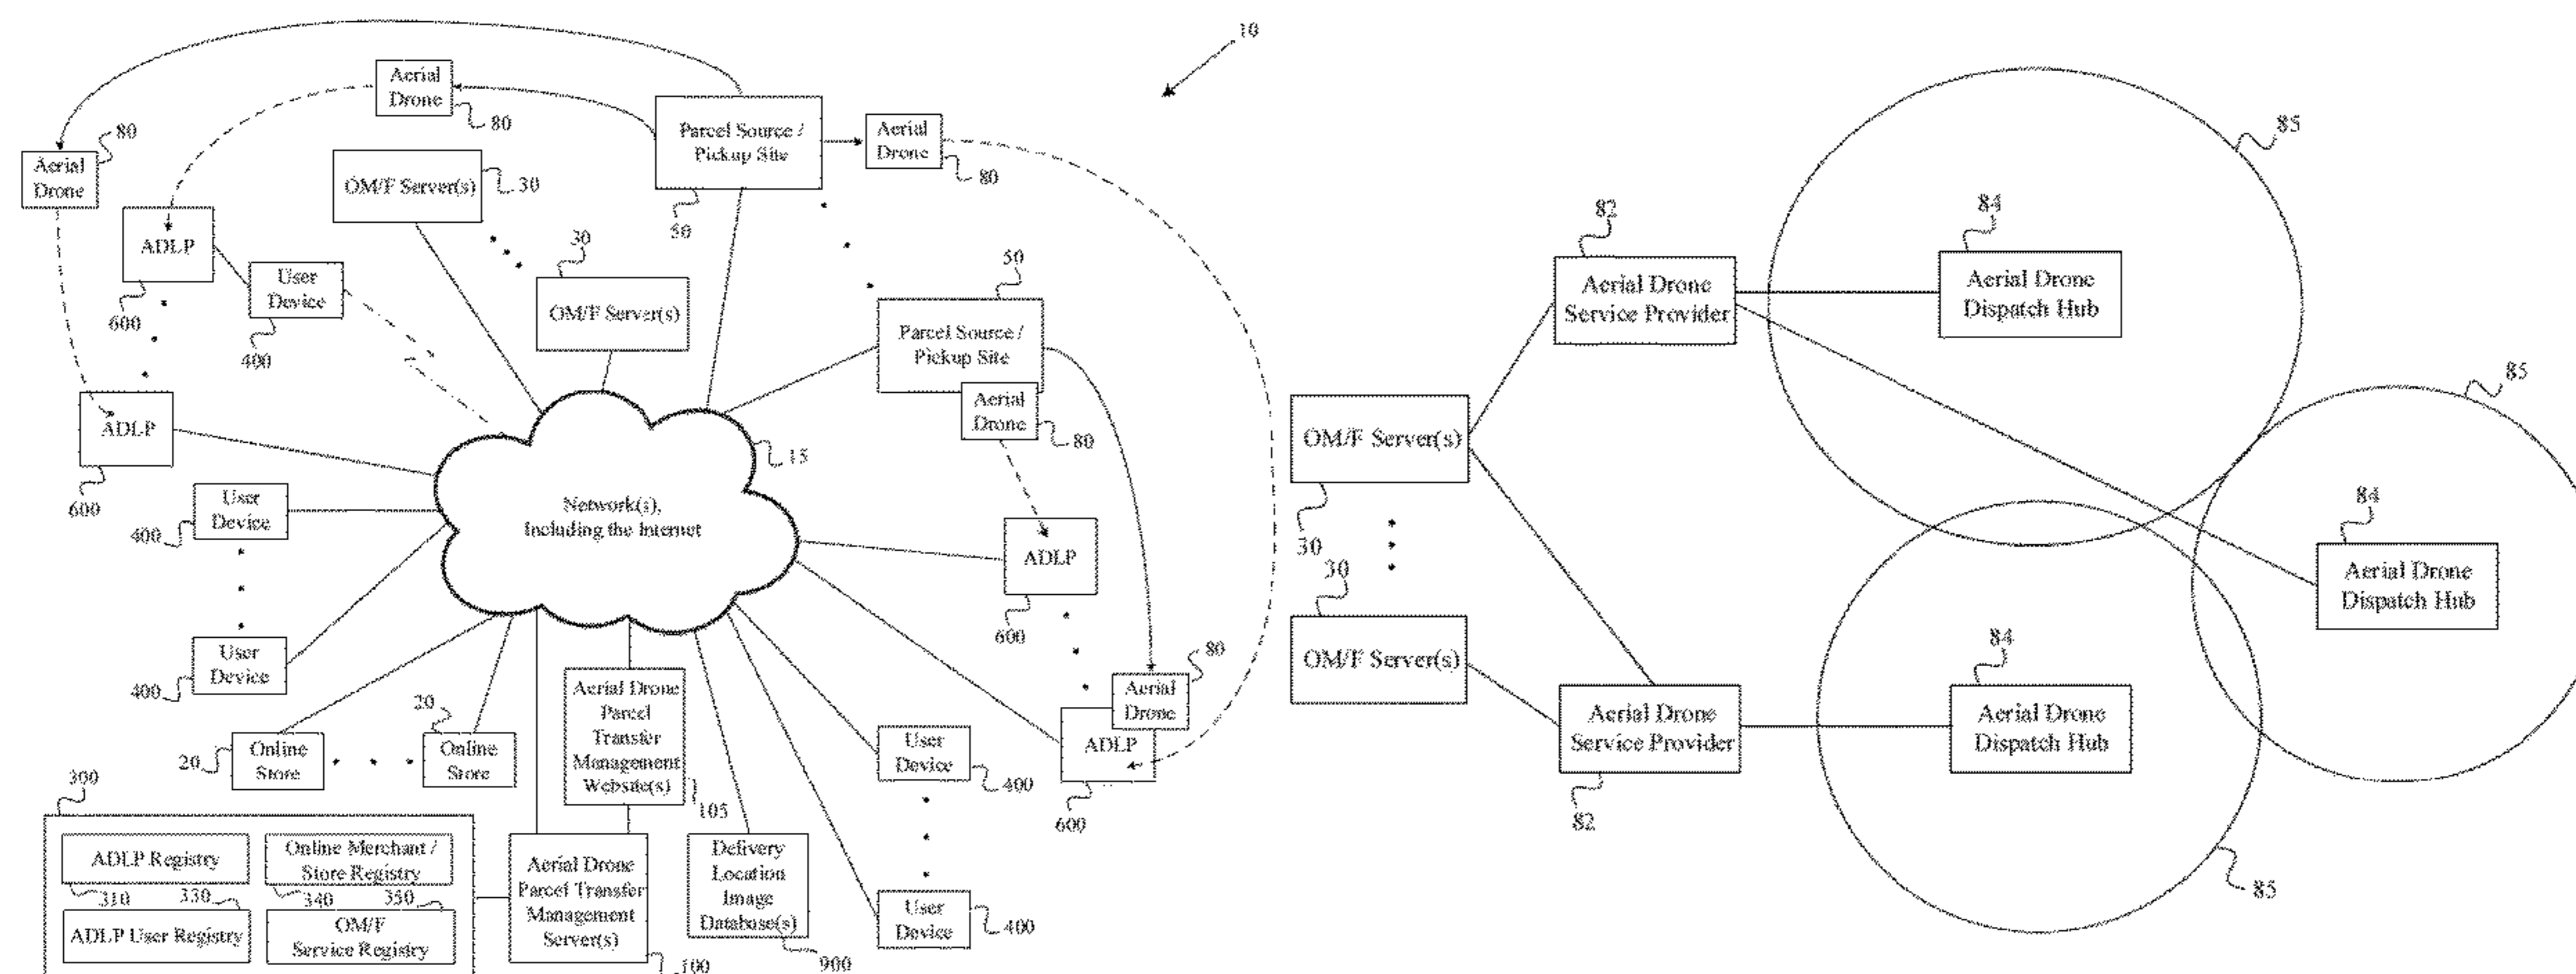 10
Aerial
Drone
80
Aerial
Drone
80
Parcel Source /
Pickup Site
50
Aerial
Drone
80
OM/F Server(s)
30
ADLP
600
User
Device
400
30
OM/F Server(s)
50
Parcel Source /
Pickup Site
Aerial
Drone
80
ADLP
600
15
Network(s),
Including the Internet
User
Device
400
ADLP
600
User
Device
400
80
Aerial
Drone
ADLP
600
20
Online
Store
20
Online
Store
Aerial Drone
Parcel
Transfer
Management
Website(s)
105
User
Device
400
300
ADLP Registry
310
Online Merchant /
Store Registry
340
330
ADLP User Registry
350
OM/F
Service Registry
Aerial Drone
Parcel Transfer
Management
Server(s)
100
Delivery
Location
Image
Database(s)
900
User
Device
400
85
82
Aerial Drone
Service Provider
84
Aerial Drone
Dispatch Hub
85
OM/F Server(s)
30
84
Aerial Drone
Dispatch Hub
30
OM/F Server(s)
84
Aerial Drone
Service Provider
82
Aerial Drone
Dispatch Hub
85